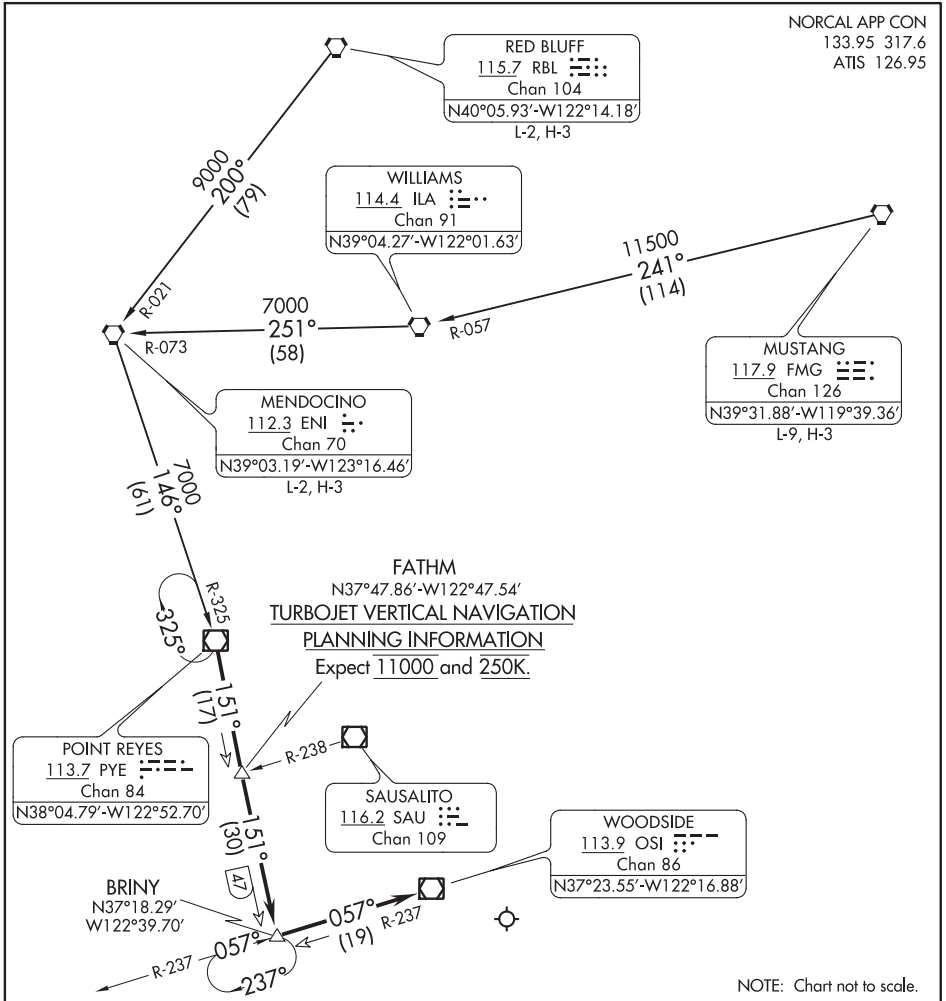 NORCAL APP CON
133.95 317.6
ATIS 126.95
RED BLUFF
115.7 RBL
Chan 104
N40°05.93'-W122°14.18'
L-2, H-3
9000
200°
(79)
R-021
WILLIAMS
114.4 ILA
Chan 91
N39°04.27'-W122°01.63'
11500
241°
(114)
R-057
7000
251°
(58)
R-073
MUSTANG
117.9 FMG
Chan 126
N39°31.88'-W119°39.36'
L-9, H-3
MENDOCINO
112.3 ENI
Chan 70
N39°03.19'-W123°16.46'
L-2, H-3
7000
146°
(61)
R-325
325°
FATHM
N37°47.86'-W122°47.54'
TURBOJET VERTICAL NAVIGATION
PLANNING INFORMATION
Expect 11000 and 250K.
151°
(17)
POINT REYES
113.7 PYE
Chan 84
N38°04.79'-W122°52.70'
R-238
SAUSALITO
116.2 SAU
Chan 109
151°
(30)
47
WOODSIDE
113.9 OSI
Chan 86
N37°23.55'-W122°16.88'
BRINY
N37°18.29'
W122°39.70'
057°
R-237
(19)
R-237
057°
237°
NOTE: Chart not to scale.